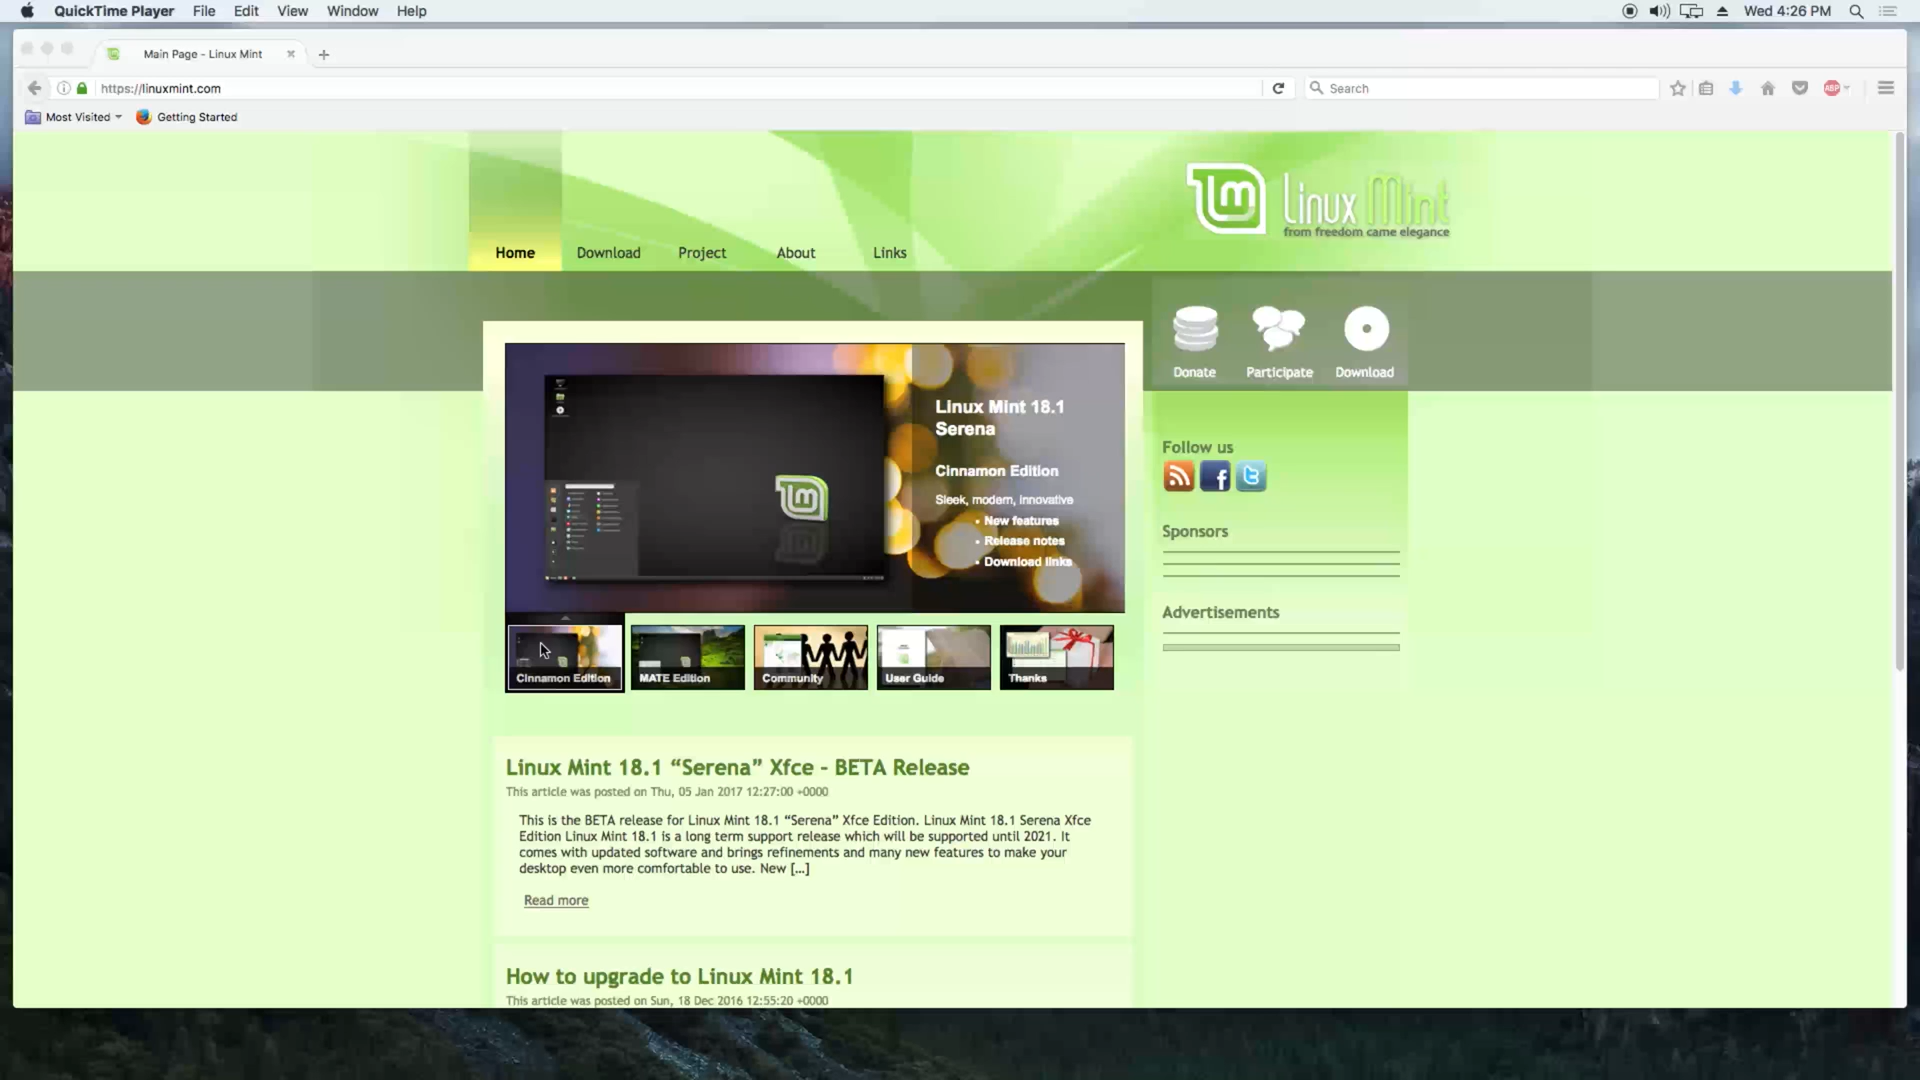 QuickTime Player File Edit View Window Help
Wed 4:26 PM
Main Page - Linux Mint
https://linuxmint.com
Search
ABP
Most Visited
Getting Started
lm Linux Mint
from freedom came elegance
Home
Download
Project
About
Links
Donate
Participate
Download
Linux Mint 18.1
Serena
Cinnamon Edition
Sleek, modern, innovative
• New features
• Release notes
• Download links
Follow us
Sponsors
Advertisements
Cinnamon Edition
MATE Edition
Community
User Guide
Thanks
Linux Mint 18.1 “Serena” Xfce – BETA Release
This article was posted on Thu, 05 Jan 2017 12:27:00 +0000
This is the BETA release for Linux Mint 18.1 “Serena” Xfce Edition. Linux Mint 18.1 Serena Xfce
Edition Linux Mint 18.1 is a long term support release which will be supported until 2021. It
comes with updated software and brings refinements and many new features to make your
desktop even more comfortable to use. New [...]
Read more
How to upgrade to Linux Mint 18.1
This article was posted on Sun, 18 Dec 2016 12:55:20 +0000